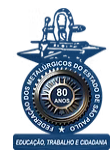 FEDERAÇÃO DOS METALÚRGICOS DO ESTADO DE SÃO PAULO
80
ANOS
EDUCAÇÃO, TRABALHO E CIDADANIA